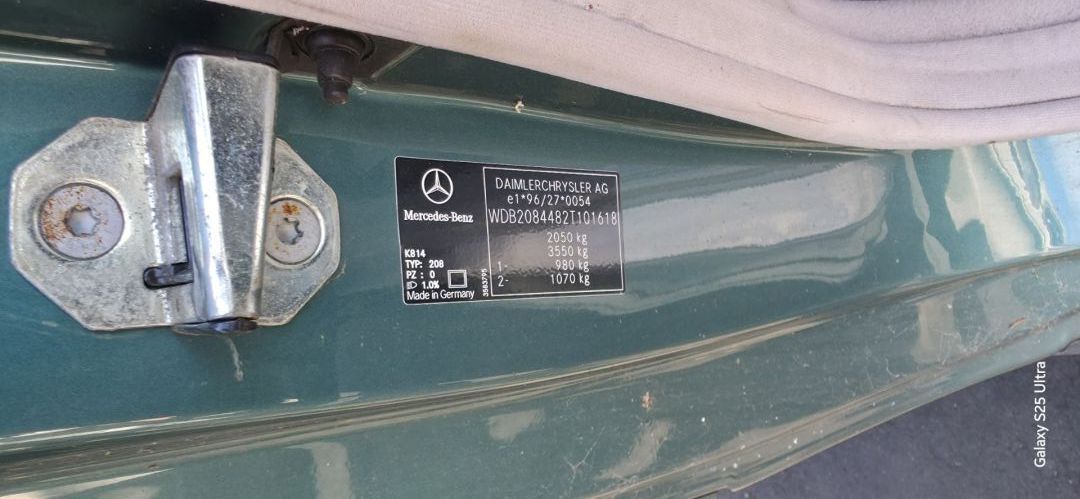 Mercedes-Benz
K814
TYP: 208
PZ : 0
1.0%
Made in Germany
3583795
DAIMLERCHRYSLER AG
e1*96/27*0054
WDB2084482T101618
2050 kg
3550 kg
1- 980 kg
2- 1070 kg
Galaxy S25 Ultra